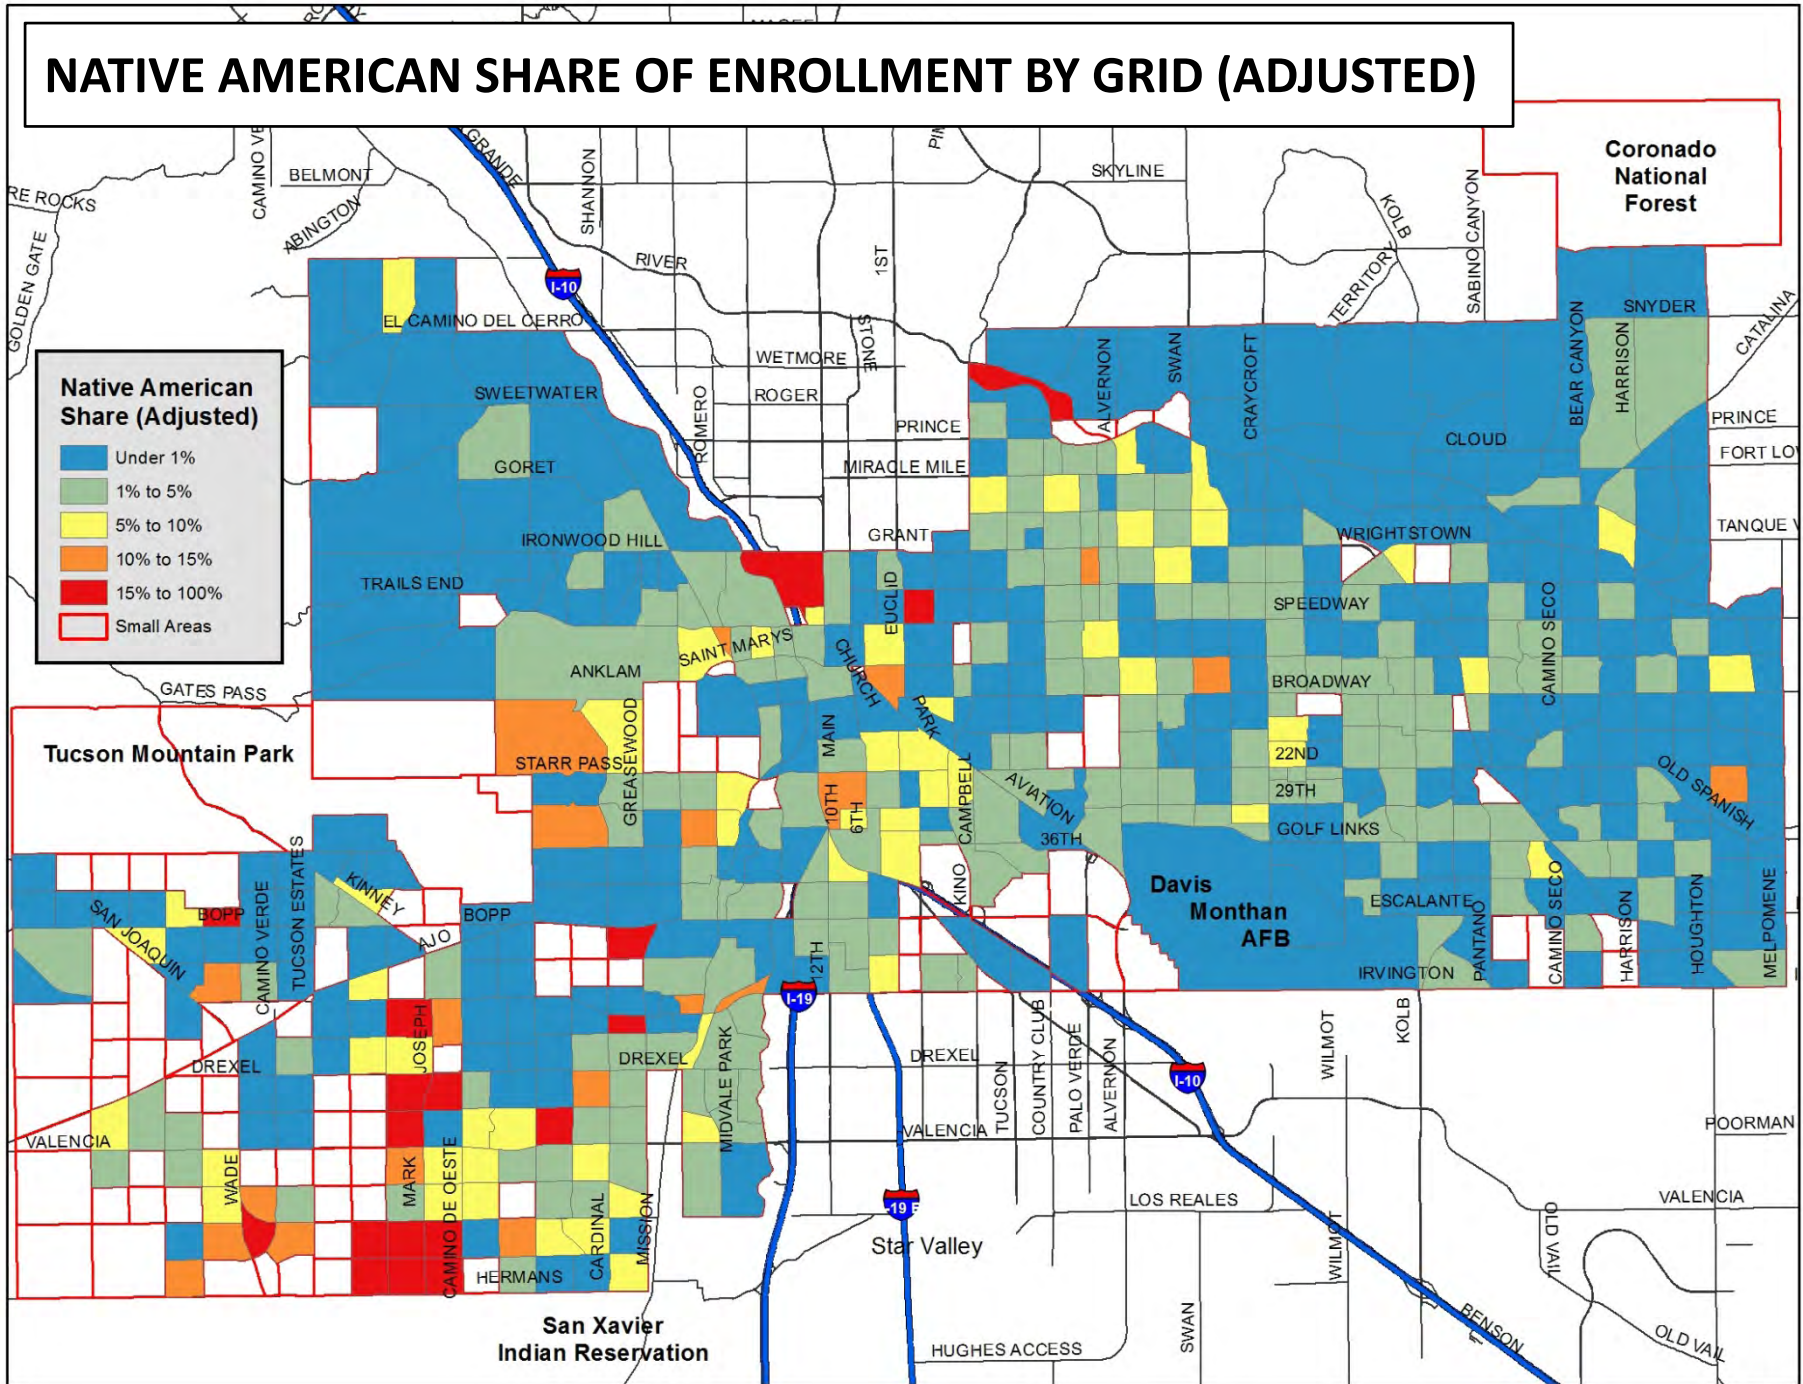 NATIVE AMERICAN SHARE OF ENROLLMENT BY GRID (ADJUSTED)
Coronado
National
Forest
CAMINO VE
BELMONT
ABINGTON
RE ROCKS
GOLDEN GATE
GRANDE
SHANNON
SKYLINE
RIVER
1ST
KOLB
TERRITORY
SABINO CANYON
I-10
EL CAMINO DEL CERRO
STONE
WETMORE
SNYDER
BEAR CANYON
HARRISON
CATALINA
Native American
Share (Adjusted)
Under 1%
1% to 5%
5% to 10%
10% to 15%
15% to 100%
Small Areas
SWEETWATER
ROGER
ROMERO
PRINCE
ALVERNON
SWAN
CRAYCROFT
CLOUD
PRINCE
FORT LO
GORET
MIRACLE MILE
GRANT
WRIGHTSTOWN
TANQUE V
IRONWOOD HILL
TRAILS END
EUCLID
SPEEDWAY
CAMINO SECO
SAINT MARYS
CHURCH
ANKLAM
BROADWAY
GATES PASS
PARK
MAIN
GREASEWOOD
Tucson Mountain Park
STARR PASS
22ND
10TH
6TH
CAMPBELL
AVIATION
29TH
OLD SPANISH
36TH
GOLF LINKS
TUCSON ESTATES
KINNEY
KINO
Davis
Monthan
AFB
CAMINO VERDE
SAN JOAQUIN
BOPP
BOPP
AJO
ESCALANTE
PANTANO
CAMINO SECO
HARRISON
HOUGHTON
MELPOMENE
12TH
IRVINGTON
I-19
JOSEPH
DREXEL
DREXEL
MIDVALE PARK
DREXEL
TUCSON
COUNTRY CLUB
PALO VERDE
ALVERNON
WILMOT
KOLB
I-10
VALENCIA
VALENCIA
POORMAN
WADE
MARK
CAMINO DE OESTE
CARDINAL
MISSION
LOS REALES
VALENCIA
Star Valley
WILMOT
OLD VAIL
HERMANS
San Xavier
Indian Reservation
HUGHES ACCESS
SWAN
BENSON
OLD VAIL